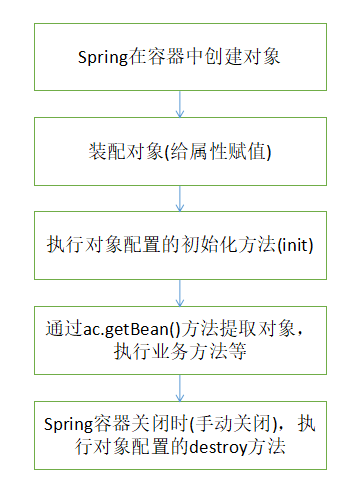 Spring在容器中创建对象
装配对象(给属性赋值)
执行对象配置的初始化方法(init)
通过ac.getBean()方法提取对象，
执行业务方法等
Spring容器关闭时(手动关闭)，执
行对象配置的destroy方法